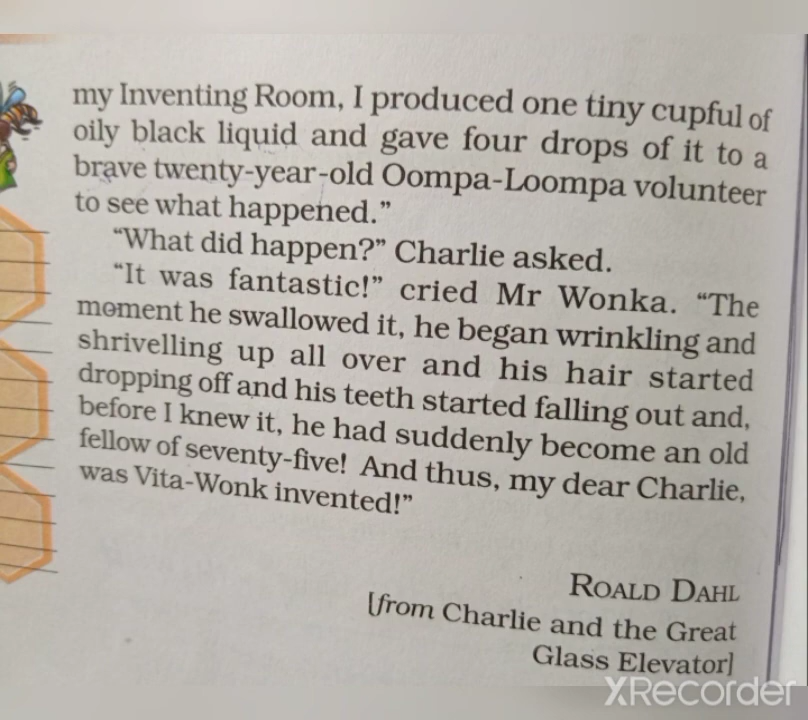 my Inventing Room, I produced one tiny cupful of
oily black liquid and gave four drops of it to a
brave twenty-year-old Oompa-Loompa volunteer
to see what happened.”
“What did happen?” Charlie asked.
“It was fantastic!” cried Mr Wonka. “The
moment he swallowed it, he began wrinkling and
shrivelling up all over and his hair started
dropping off and his teeth started falling out and,
before I knew it, he had suddenly become an old
fellow of seventy-five! And thus, my dear Charlie,
was Vita-Wonk invented!”
ROALD DAHL
[from Charlie and the Great
Glass Elevator]
XRecorder